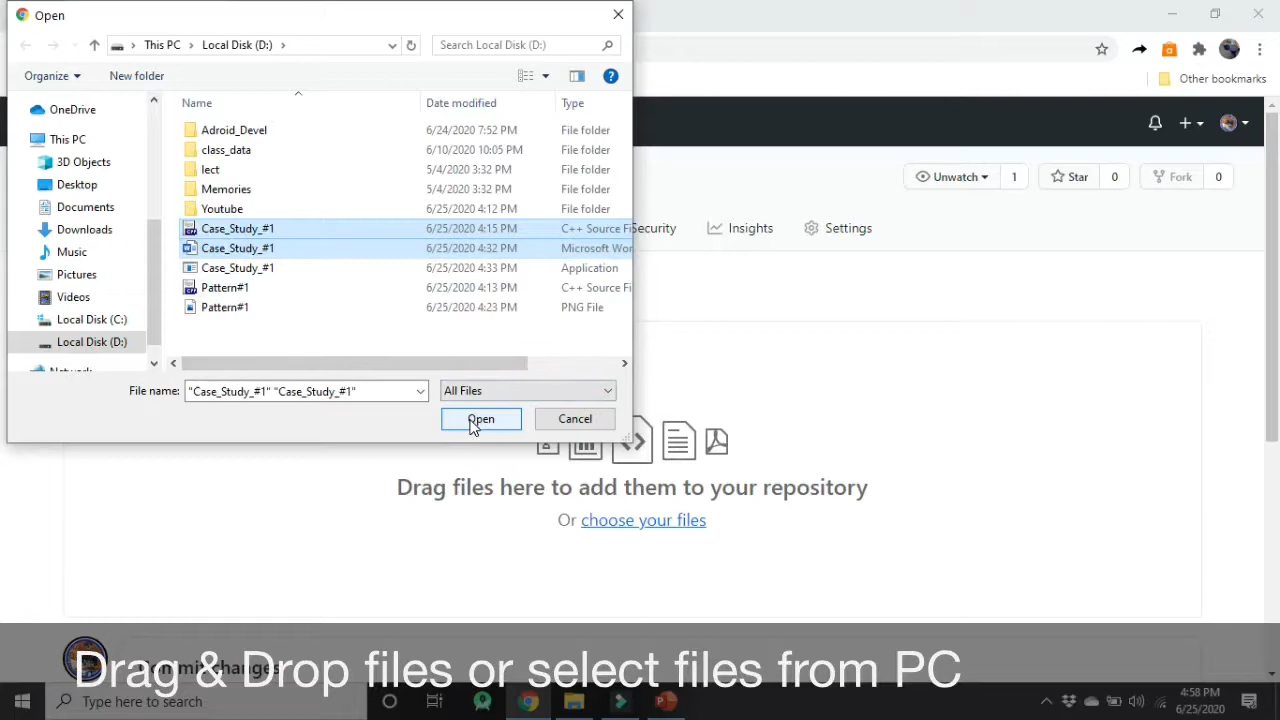 Open
This PC
Local Disk (D:)
Search Local Disk (D:)
Organize
New folder
Other bookmarks
OneDrive
This PC
3D Objects
Desktop
Documents
Downloads
Music
Pictures
Videos
Local Disk (C:)
Local Disk (D:)
Name Date modified Type
Adroid_Devel 6/24/2020 7:52 PM File folder
class_data 6/10/2020 10:05 PM File folder
lect 5/4/2020 3:32 PM File folder
Memories 5/4/2020 3:32 PM File folder
Youtube 6/25/2020 4:12 PM File folder
Case_Study_#1 6/25/2020 4:15 PM C++ Source Fi
Case_Study_#1 6/25/2020 4:32 PM Microsoft Wor
Case_Study_#1 6/25/2020 4:33 PM Application
Pattern#1 6/25/2020 4:13 PM C++ Source Fi
Pattern#1 6/25/2020 4:23 PM PNG File
File name: "Case_Study_#1" "Case_Study_#1"
All Files
Open Cancel
Unwatch 1 Star 0 Fork 0
Security Insights Settings
Drag files here to add them to your repository
Or choose your files
Commit changes
Drag & Drop files or select files from PC
Type here to search
4:58 PM
6/25/2020